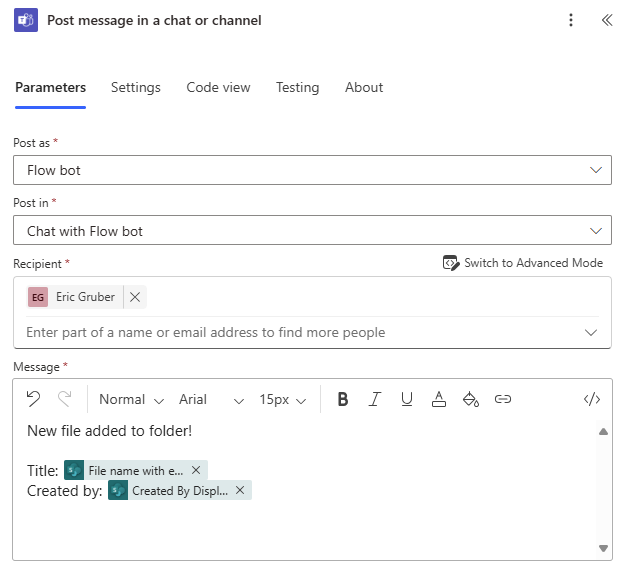 Post message in a chat or channel
Parameters Settings Code view Testing About
Post as *
Flow bot
Post in *
Chat with Flow bot
Recipient * Switch to Advanced Mode
EG Eric Gruber
Enter part of a name or email address to find more people
Message *
Normal Arial 15px B I U A </>
New file added to folder!
Title: File name with e...
Created by: Created By Displ...